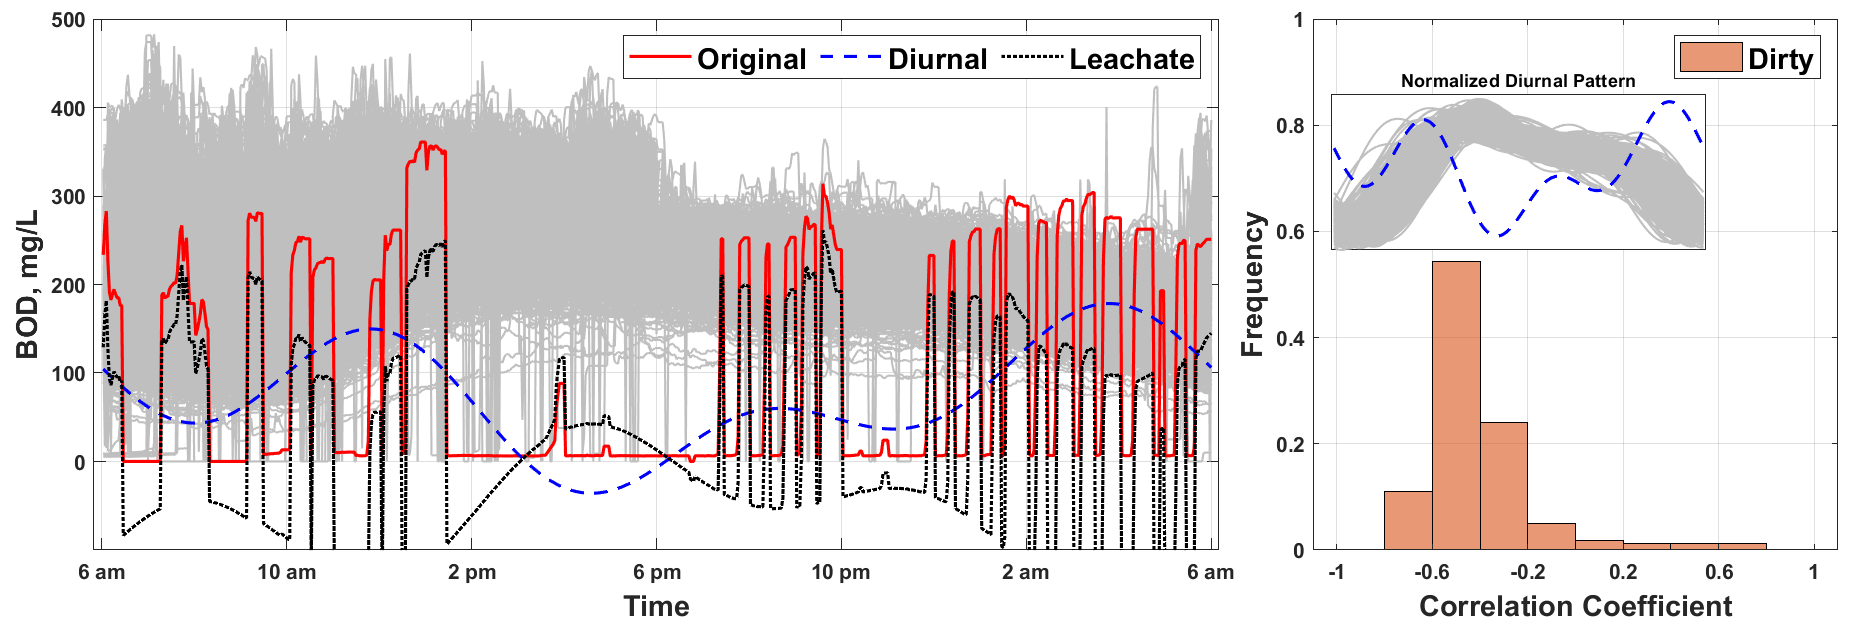 500
400
300
200
100
0
BOD, mg/L
Original Diurnal Leachate
6 am 10 am 2 pm 6 pm 10 pm 2 am 6 am
Time
1
0.8
0.6
0.4
0.2
0
Frequency
Dirty
Normalized Diurnal Pattern
-1 -0.6 -0.2 0.2 0.6 1
Correlation Coefficient